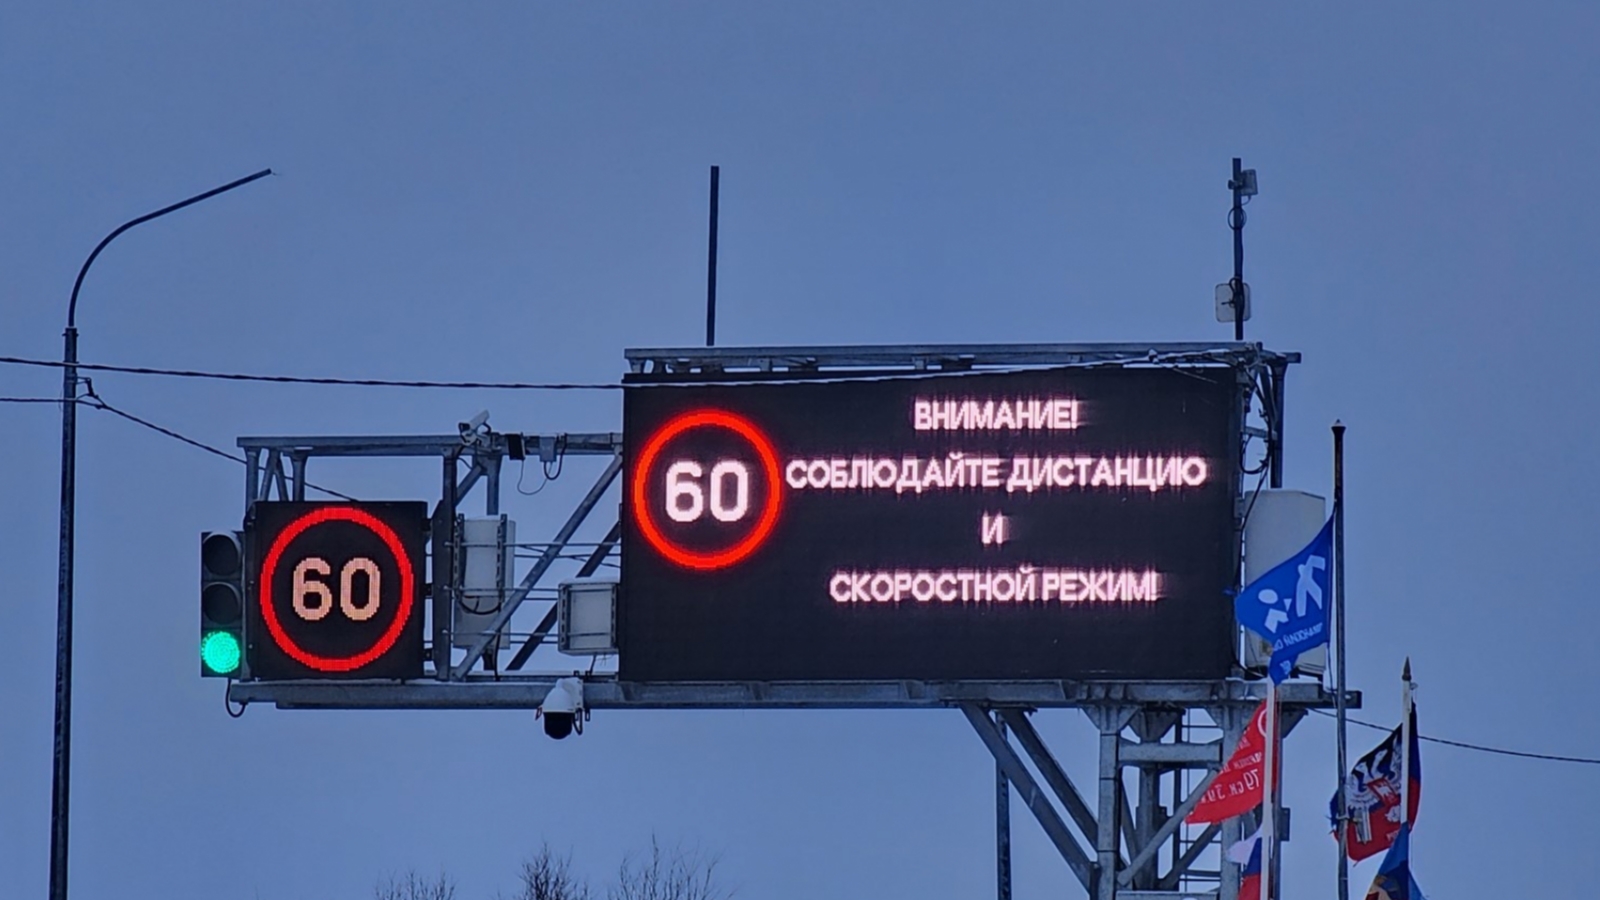 60
60
ВНИМАНИЕ!
СОБЛЮДАЙТЕ ДИСТАНЦИЮ
И
СКОРОСТНОЙ РЕЖИМ!